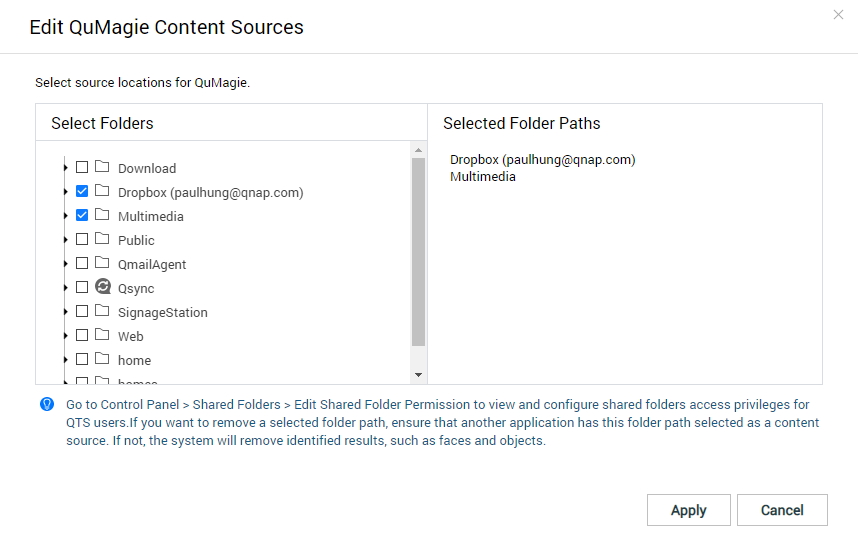 Edit QuMagie Content Sources
Select source locations for QuMagie.
Select Folders
Selected Folder Paths
Download
Dropbox (paulhung@qnap.com)
Multimedia
Public
QmailAgent
Qsync
SignageStation
Web
home
homes
Dropbox (paulhung@qnap.com)
Multimedia
Go to Control Panel > Shared Folders > Edit Shared Folder Permission to view and configure shared folders access privileges for
QTS users.If you want to remove a selected folder path, ensure that another application has this folder path selected as a content
source. If not, the system will remove identified results, such as faces and objects.
Apply
Cancel